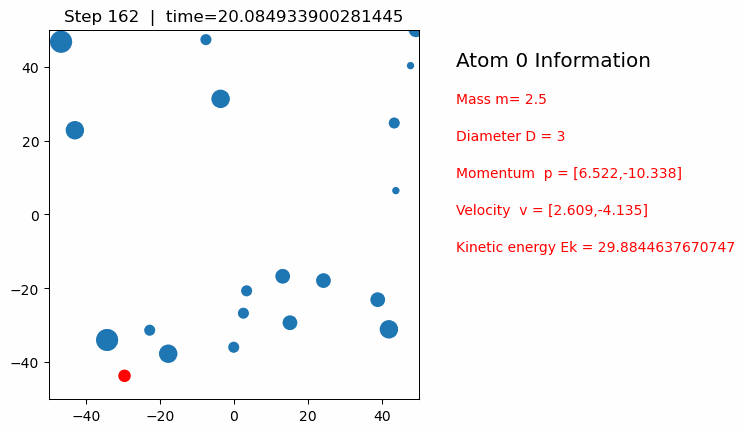 Step 162  |  time=20.084933900281445
Atom 0 Information
Mass m= 2.5
Diameter D = 3
Momentum  p = [6.522,-10.338]
Velocity  v = [2.609,-4.135]
Kinetic energy Ek = 29.8844637670747
40
20
0
−20
−40
−40 −20 0 20 40